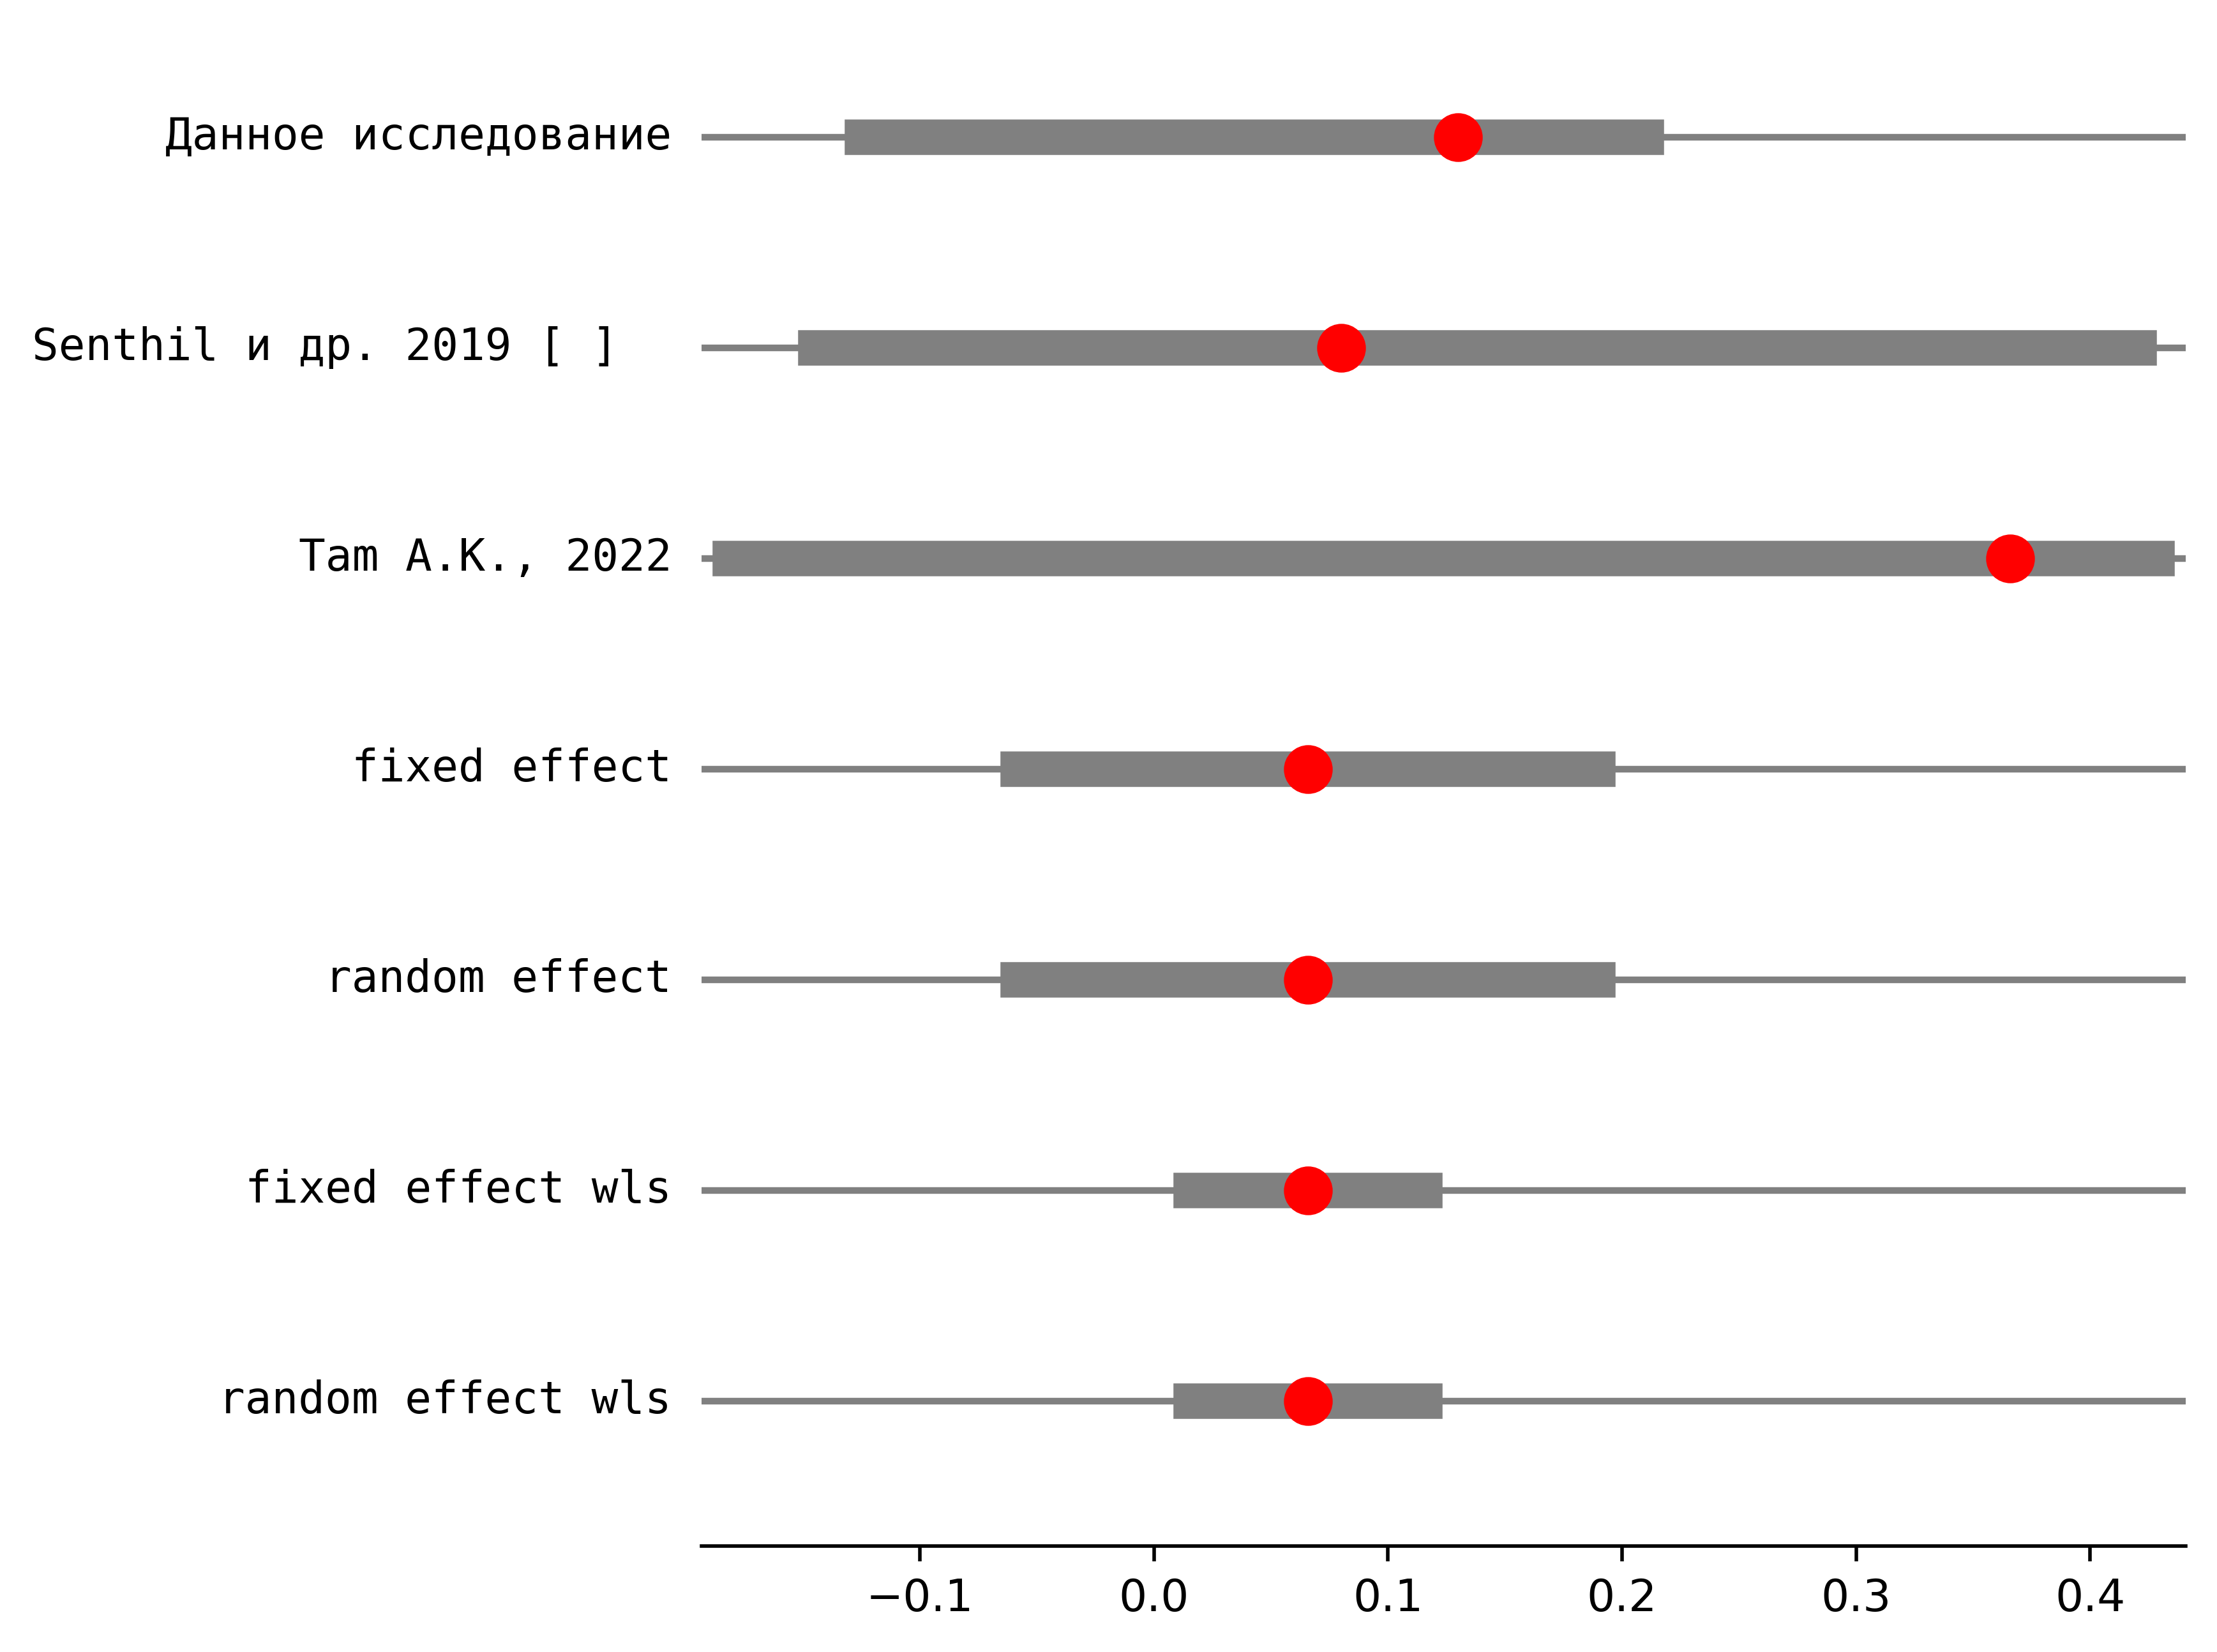 Данное исследование
Senthil и др. 2019 [ ]
Tam A.K., 2022
fixed effect
random effect
fixed effect wls
random effect wls
−0.1 0.0 0.1 0.2 0.3 0.4